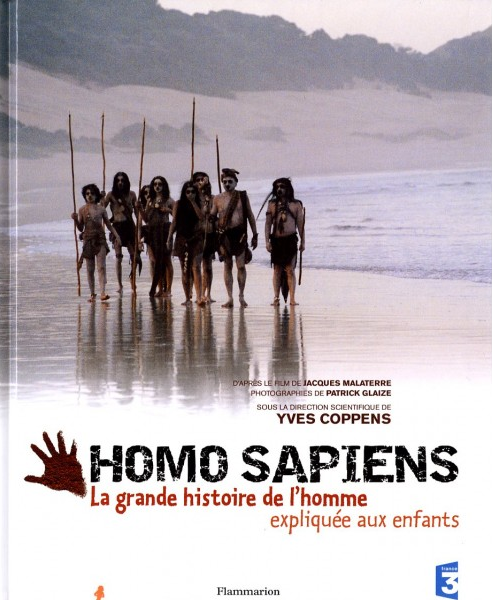 D'APRÈS LE FILM DE JACQUES MALATERRE
PHOTOGRAPHIES DE PATRICK GLAIZE
SOUS LA DIRECTION SCIENTIFIQUE DE
YVES COPPENS
HOMO SAPIENS
La grande histoire de l'homme
expliquée aux enfants
Flammarion
france
3